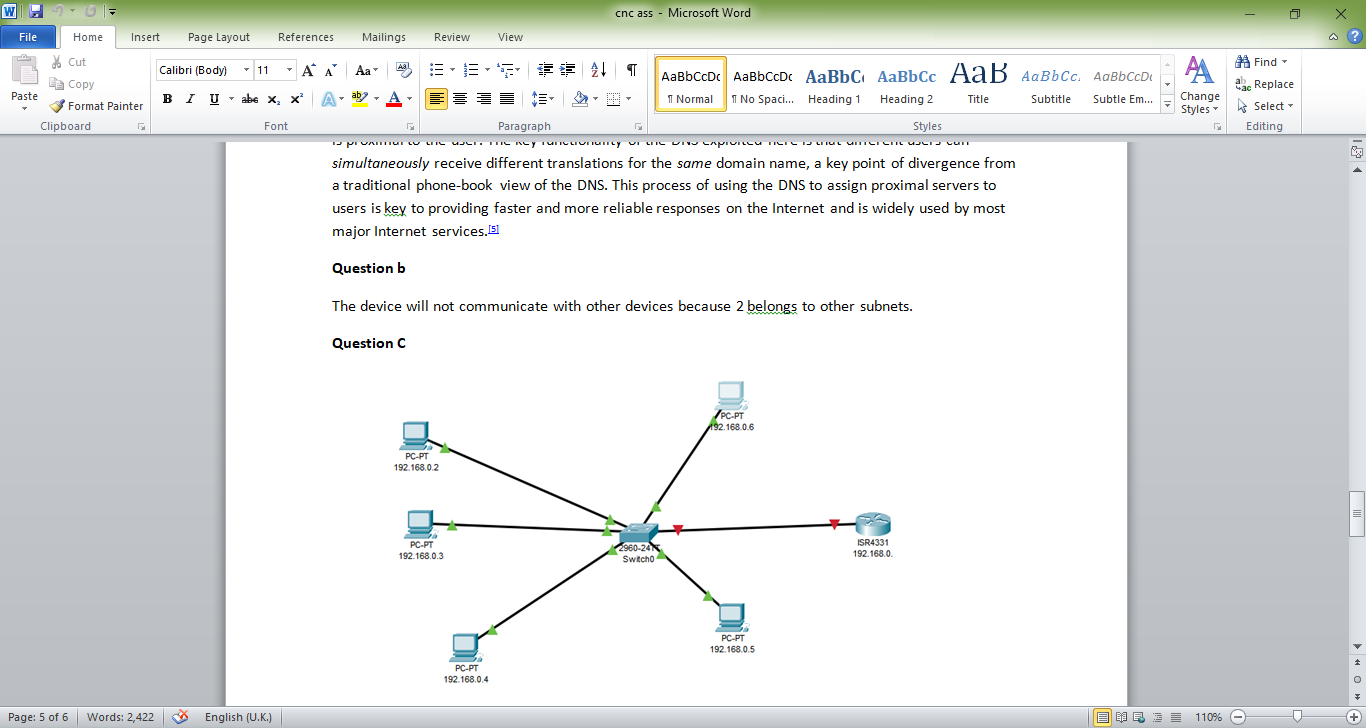 cnc ass - Microsoft Word
File Home Insert Page Layout References Mailings Review View
Paste
Cut
Copy
Format Painter
Clipboard
Calibri (Body) 11
Font
Paragraph
AaBbCcDc AaBbCcDc AaBbC AaBbCc AaB AaBbCc. AaBbCcDc
¶ Normal ¶ No Spaci... Heading 1 Heading 2 Title Subtitle Subtle Em...
Styles
Change
Styles
Find
Replace
Select
Editing
is proximal to the user. The key functionality of the DNS exploited here is that different users can
simultaneously receive different translations for the same domain name, a key point of divergence from
a traditional phone-book view of the DNS. This process of using the DNS to assign proximal servers to
users is key to providing faster and more reliable responses on the Internet and is widely used by most
major Internet services.[5]
Question b
The device will not communicate with other devices because 2 belongs to other subnets.
Question C
PC-PT
192.168.0.6
PC-PT
192.168.0.2
PC-PT
192.168.0.3
2960-24TT
Switch0
ISR4331
192.168.0.
PC-PT
192.168.0.5
PC-PT
192.168.0.4
Page: 5 of 6 Words: 2,422 English (U.K.) 110%